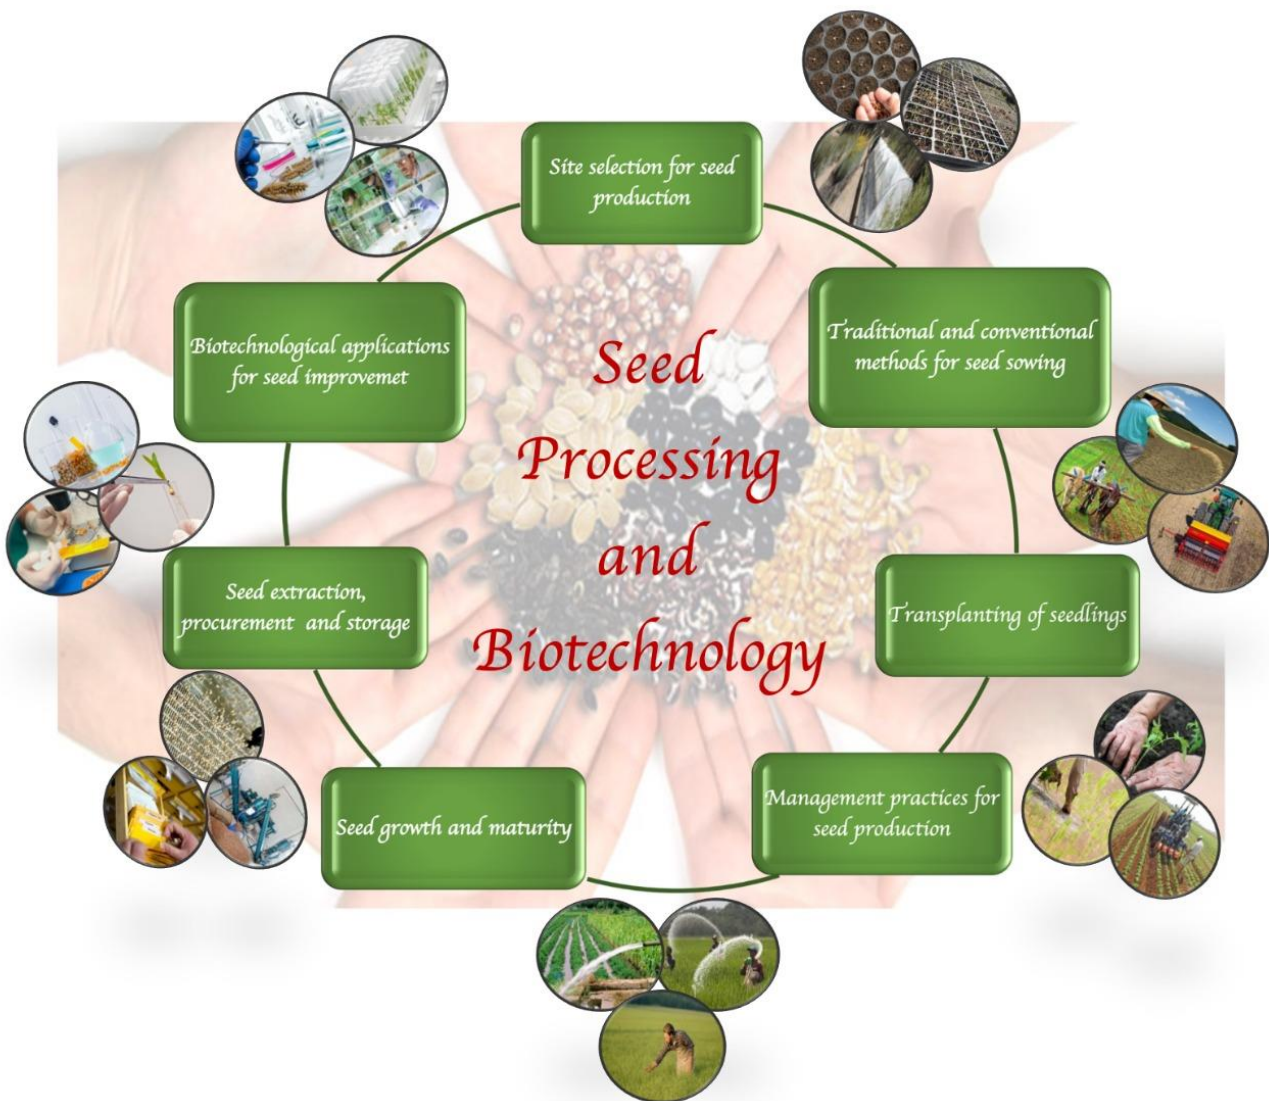 Site selection for seed
production
Traditional and conventional
methods for seed sowing
Transplanting of seedlings
Management practices for
seed production
Seed growth and maturity
Seed extraction,
procurement and storage
Biotechnological applications
for seed improvemet
Seed
Processing
and
Biotechnology